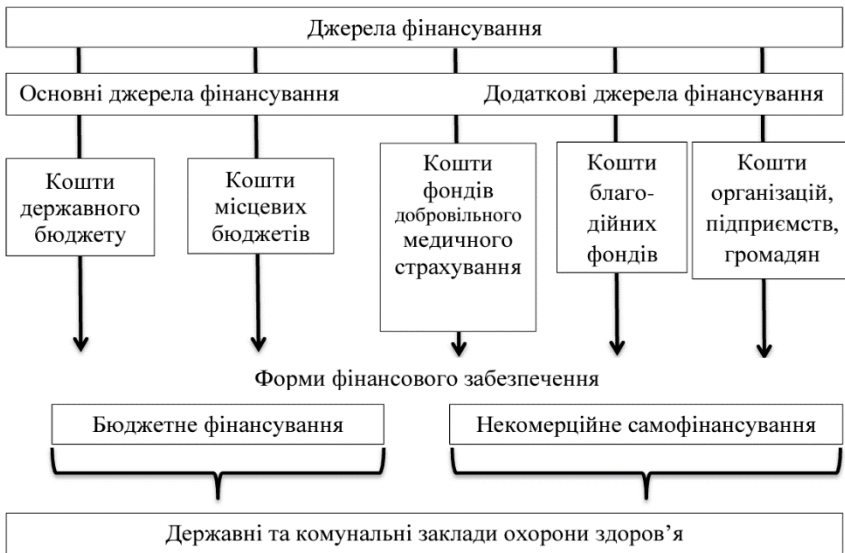 Джерела фінансування
Основні джерела фінансування
Додаткові джерела фінансування
Кошти
державного
бюджету
Кошти
місцевих
бюджетів
Кошти
фондів
добровільного
медичного
страхування
Кошти
благо-
дійних
фондів
Кошти
організацій,
підприємств,
громадян
Форми фінансового забезпечення
Бюджетне фінансування
Некомерційне самофінансування
Державні та комунальні заклади охорони здоров’я